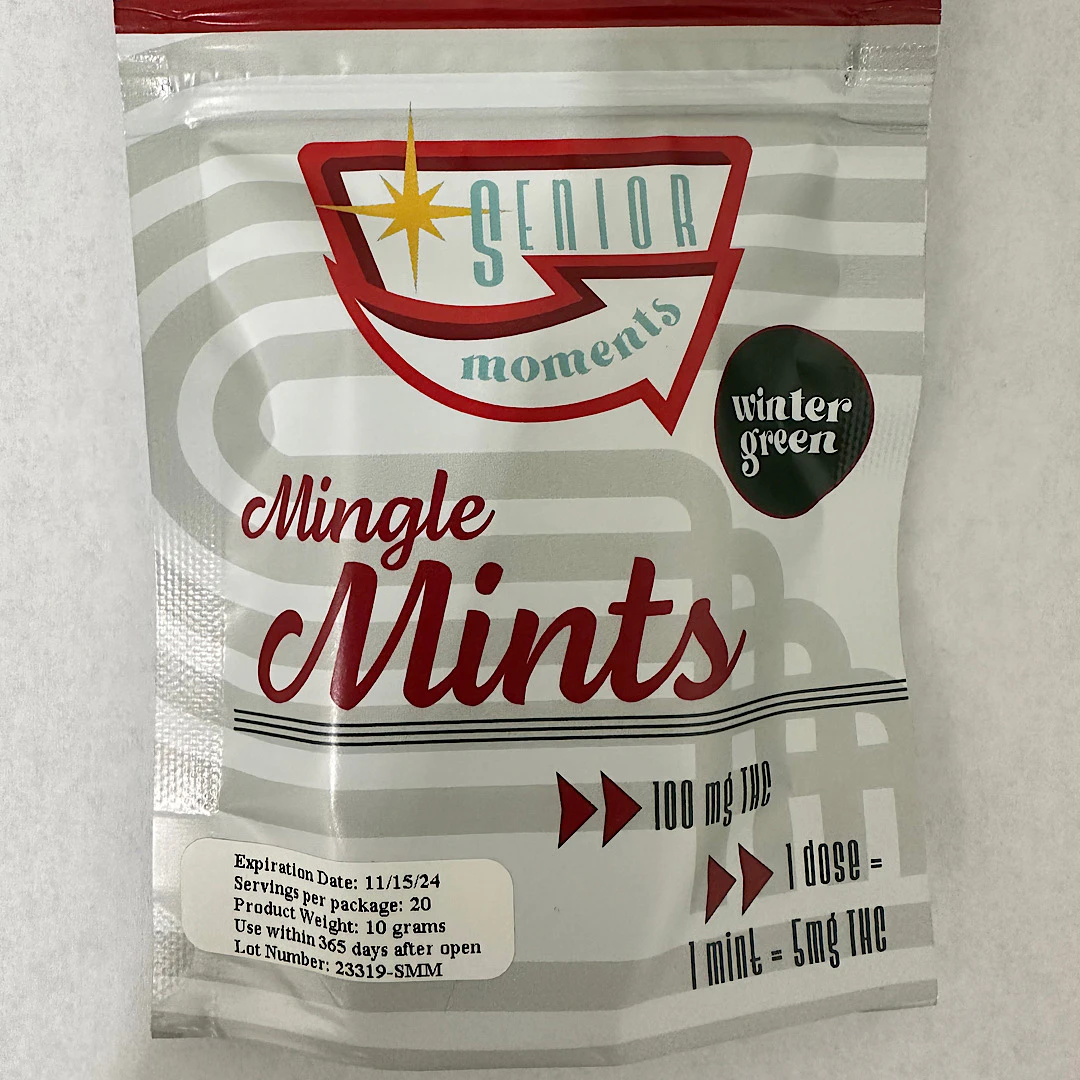 SENIOR
moments
winter
green
Mingle
Mints
100 mg THC
1 dose =
1 mint = 5mg THC
Expiration Date: 11/15/24
Servings per package: 20
Product Weight: 10 grams
Use within 365 days after open
Lot Number: 23319-SMM